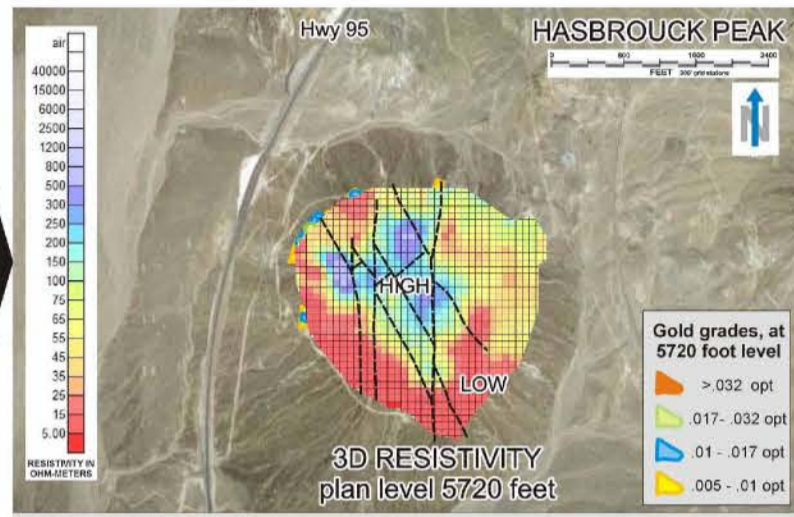 Hwy 95
HASBROUCK PEAK
0 800 1600 2400
FEET
N
air
40000
15000
6000
2500
1200
800
500
300
250
200
150
100
75
65
55
45
35
25
15
5.00
RESISTIVITY IN
OHM-METERS
HIGH
LOW
3D RESISTIVITY
plan level 5720 feet
Gold grades, at
5720 foot level
>.032 opt
.017- .032 opt
.01 - .017 opt
.005 - .01 opt